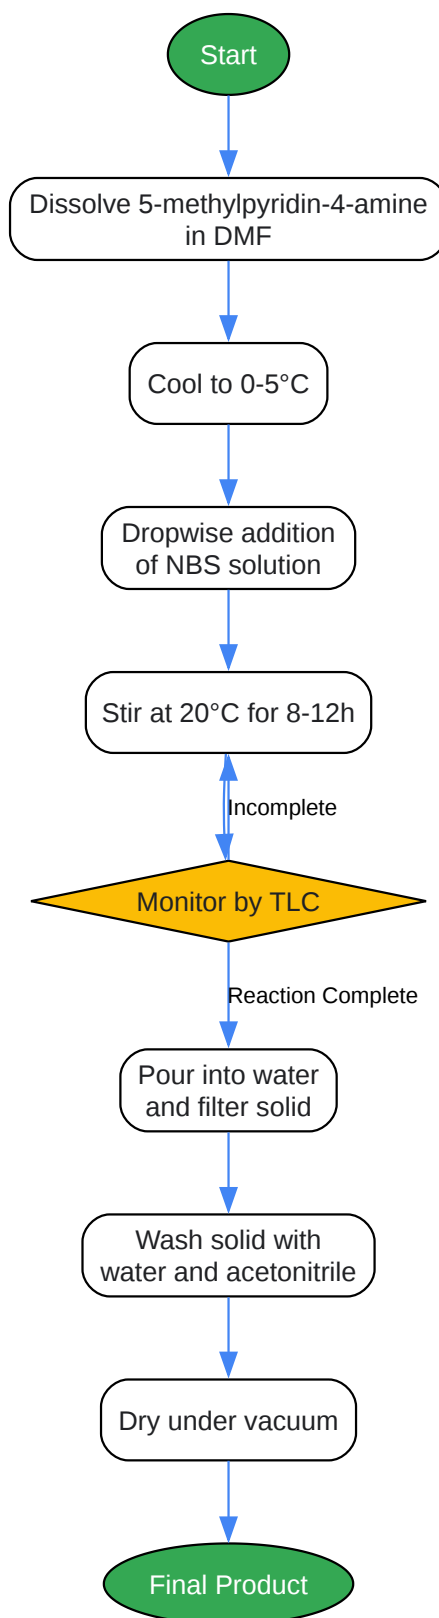 Start
Dissolve 5-methylpyridin-4-amine
in DMF
Cool to 0-5°C
Dropwise addition
of NBS solution
Stir at 20°C for 8-12h
Incomplete
Monitor by TLC
Reaction Complete
Pour into water
and filter solid
Wash solid with
water and acetonitrile
Dry under vacuum
Final Product